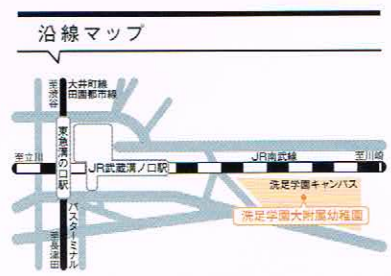 沿線マップ
至渋谷
大井町線
田園都市線
東急溝の口駅
至立川
JR武蔵溝ノ口駅
JR南武線
至川崎
洗足学園キャンパス
洗足学園大附属幼稚園
バスターミナル
至長津田